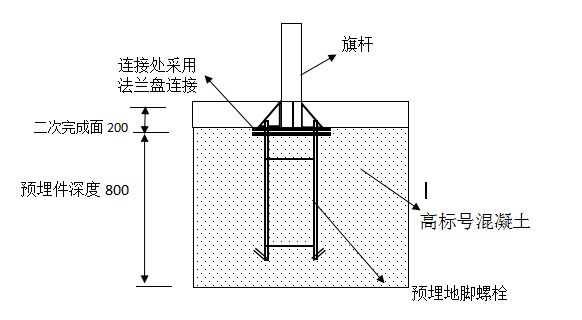 旗杆
连接处采用
法兰盘连接
二次完成面 200
预埋件深度 800
高标号混凝土
预埋地脚螺栓